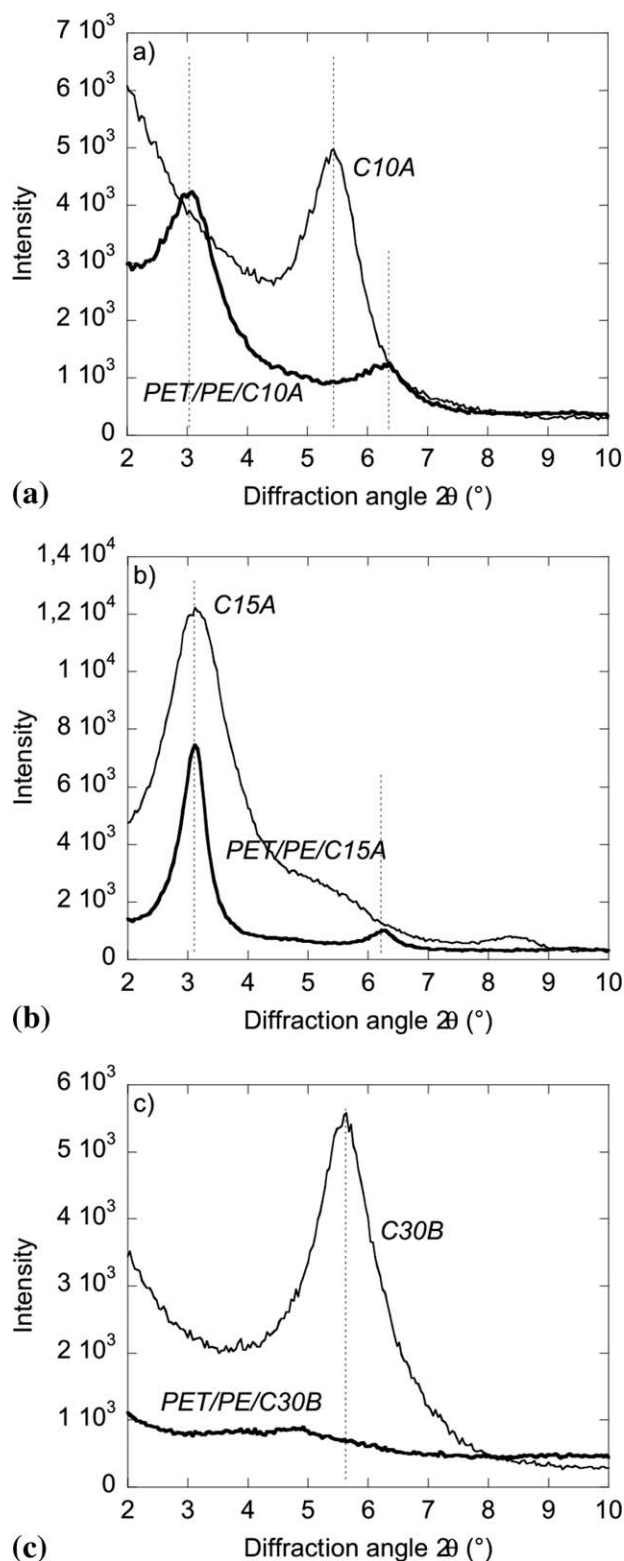 a)
7 10³
6 10³
5 10³
4 10³
3 10³
2 10³
1 10³
0
Intensity
C10A
PET/PE/C10A
2 3 4 5 6 7 8 9 10
Diffraction angle 2θ (°)
(a)
b)
1,4 10⁴
1,2 10⁴
1 10⁴
8 10³
6 10³
4 10³
2 10³
0
Intensity
C15A
PET/PE/C15A
2 3 4 5 6 7 8 9 10
Diffraction angle 2θ (°)
(b)
c)
6 10³
5 10³
4 10³
3 10³
2 10³
1 10³
0
Intensity
C30B
PET/PE/C30B
2 3 4 5 6 7 8 9 10
Diffraction angle 2θ (°)
(c)